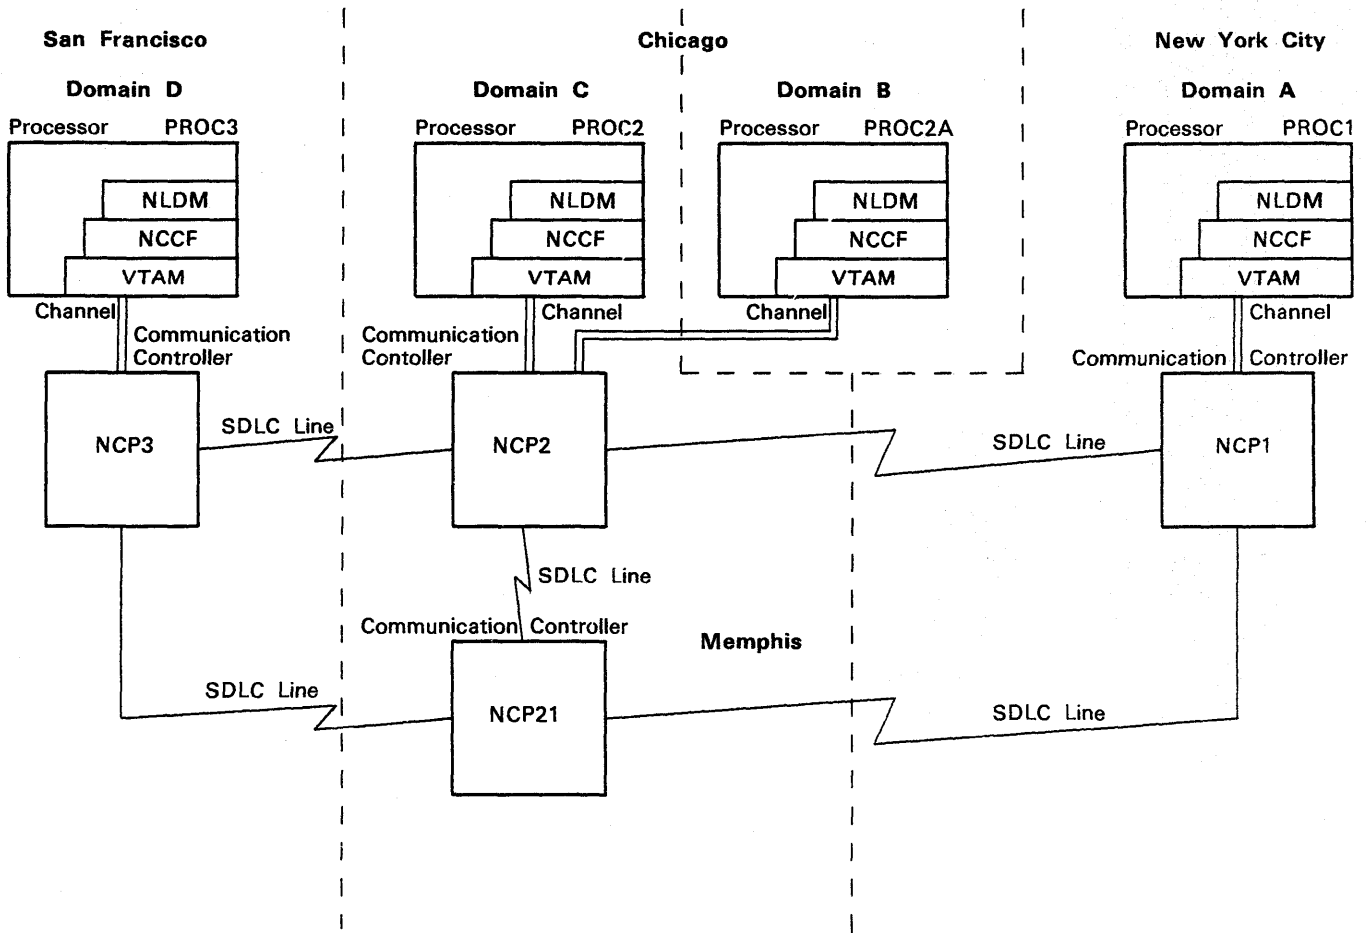 San Francisco
Chicago
New York City
Domain D
Domain C
Domain B
Domain A
Processor PROC3
Processor PROC2
Processor PROC2A
Processor PROC1
NLDM
NLDM
NLDM
NLDM
NCCF
NCCF
NCCF
NCCF
VTAM
VTAM
VTAM
VTAM
Channel
Channel
Channel
Channel
Communication
Controller
Communication
Contoller
Communication Controller
NCP3
SDLC Line
NCP2
SDLC Line
NCP1
SDLC Line
Communication Controller
Memphis
SDLC Line
NCP21
SDLC Line